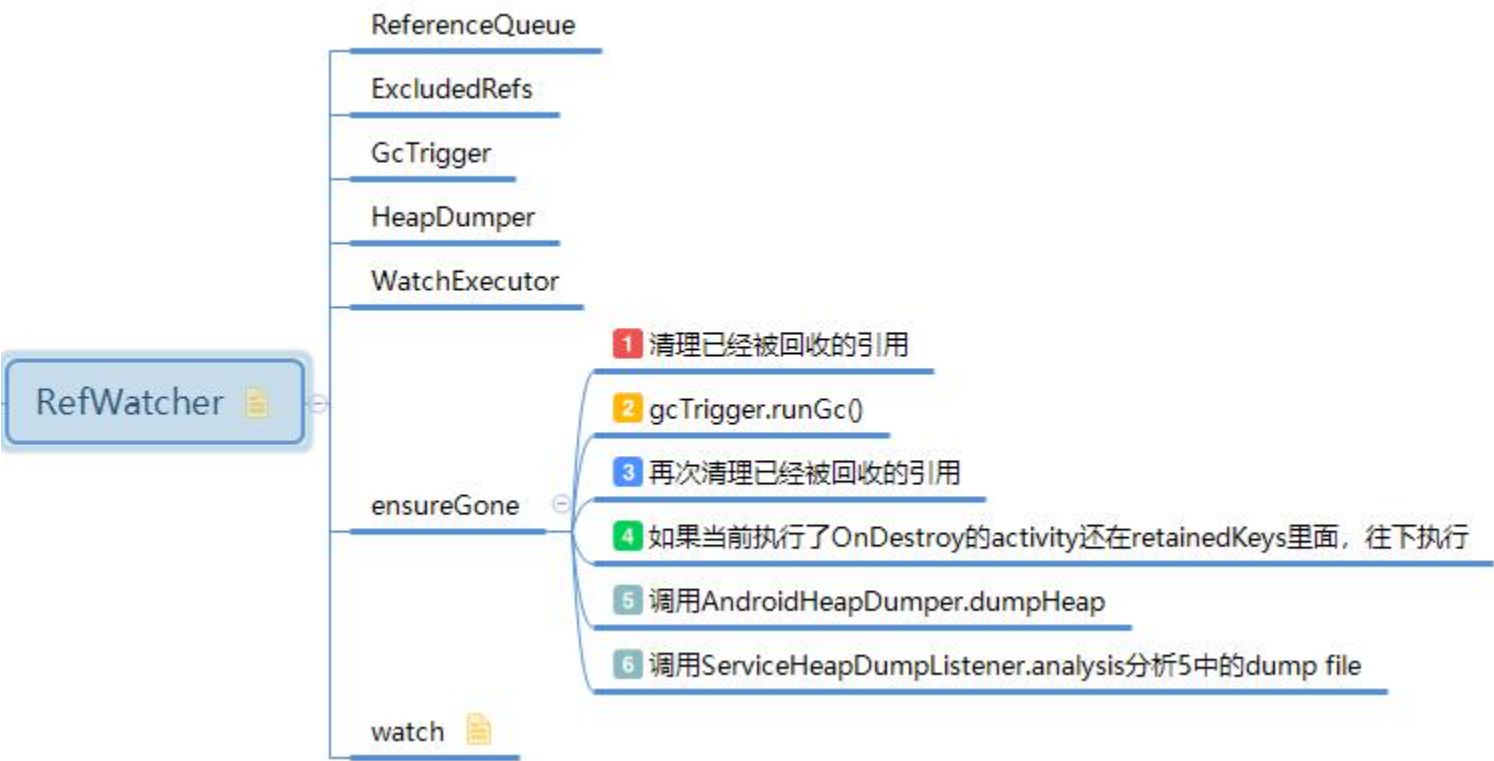 ReferenceQueue
ExcludedRefs
GcTrigger
HeapDumper
WatchExecutor
RefWatcher
ensureGone
1 清理已经被回收的引用
2 gcTrigger.runGc()
3 再次清理已经被回收的引用
4 如果当前执行了OnDestroy的activity还在retainedKeys里面，往下执行
5 调用AndroidHeapDumper.dumpHeap
6 调用ServiceHeapDumpListener.analysis分析5中的dump file
watch